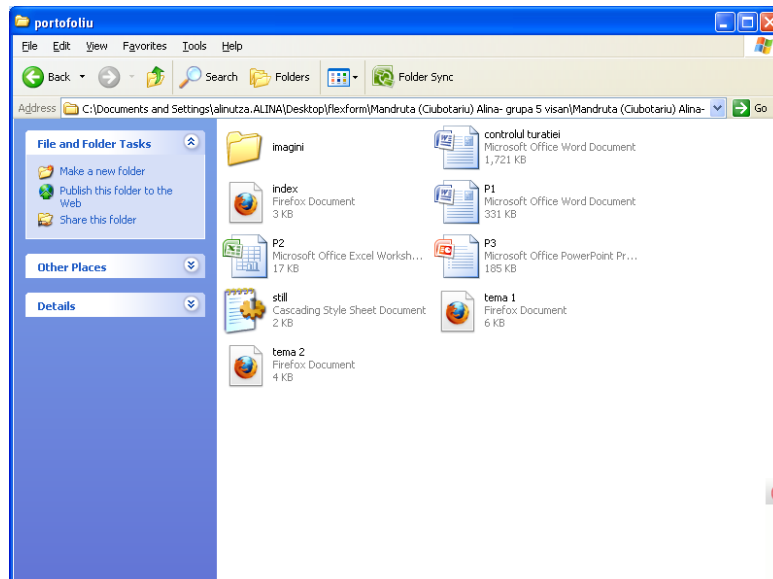 portofoliu
File Edit View Favorites Tools Help
Back Search Folders Folder Sync
Address C:\Documents and Settings\alinutza.ALINA\Desktop\flexform\Mandruta (Ciubotariu) Alina- grupa 5 visan\Mandruta (Ciubotariu) Alina- Go
File and Folder Tasks
Make a new folder
Publish this folder to the
Web
Share this folder
Other Places
Details
imagini
controlul turatiei
Microsoft Office Word Document
1,721 KB
index
Firefox Document
3 KB
P1
Microsoft Office Word Document
331 KB
P2
Microsoft Office Excel Worksh...
17 KB
P3
Microsoft Office PowerPoint Pr...
185 KB
still
Cascading Style Sheet Document
2 KB
tema 1
Firefox Document
6 KB
tema 2
Firefox Document
4 KB